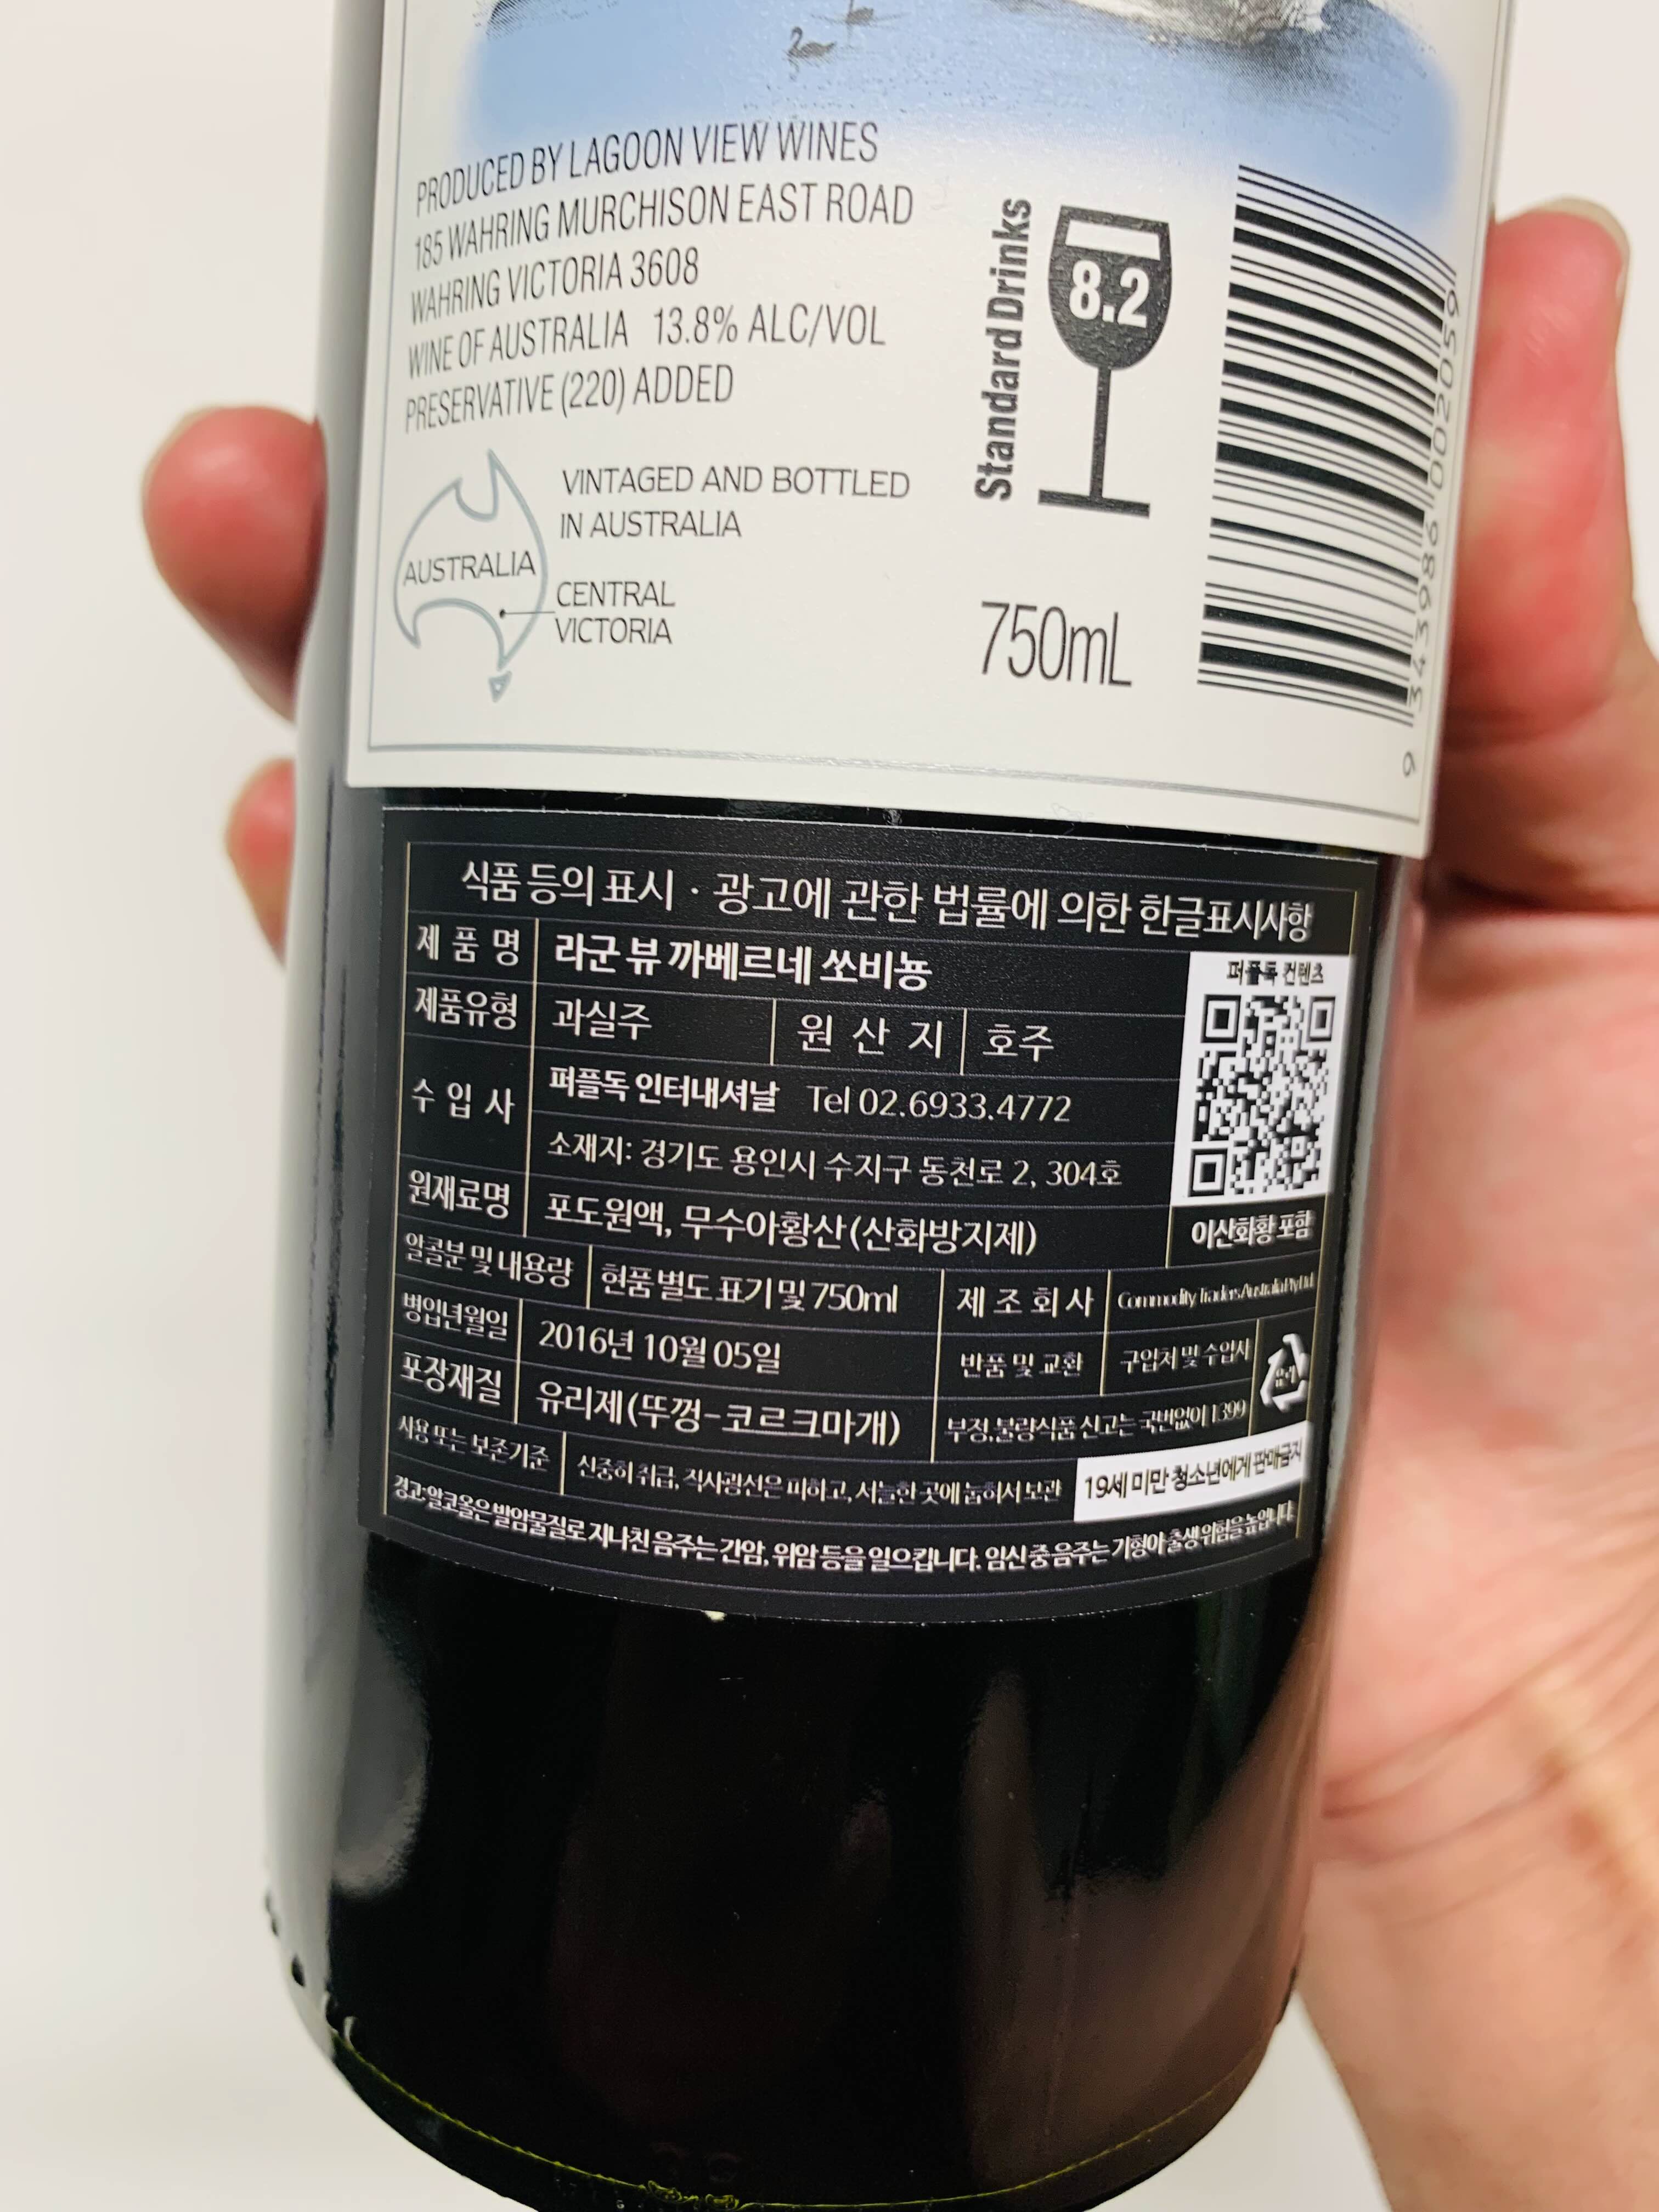 PRODUCED BY LAGOON VIEW WINES
185 WAHRING MURCHISON EAST ROAD
WAHRING VICTORIA 3608
WINE OF AUSTRALIA 13.8% ALC/VOL
PRESERVATIVE (220) ADDED
AUSTRALIA
VINTAGED AND BOTTLED
IN AUSTRALIA
CENTRAL
VICTORIA
Standard Drinks
8.2
750mL
9 343986 002059
식품 등의 표시 · 광고에 관한 법률에 의한 한글표시사항
제 품 명 라군 뷰 까베르네 쏘비뇽
퍼플독 컨텐츠
제품유형 과실주 원 산 지 호주
수 입 사 퍼플독 인터내셔날 Tel 02.6933.4772
소재지: 경기도 용인시 수지구 동천로 2, 304호
원재료명 포도원액, 무수아황산(산화방지제)
이산화황 포함
알콜분 및 내용량 현품 별도 표기 및 750ml 제 조 회 사 Commodity Traders Australia Pty Ltd.
병입년월일 2016년 10월 05일 반품 및 교환 구입처 및 수입사
포장재질 유리제(뚜껑-코르크마개) 부정,불량식품 신고는 국번없이 1399
유리
사용 또는 보존기준 신중히 취급, 직사광선은 피하고, 서늘한 곳에 눕혀서 보관 19세 미만 청소년에게 판매금지
경고:알코올은 발암물질로 지나친 음주는 간암, 위암 등을 일으킵니다. 임신 중 음주는 기형아 출생 위험을 높입니다.